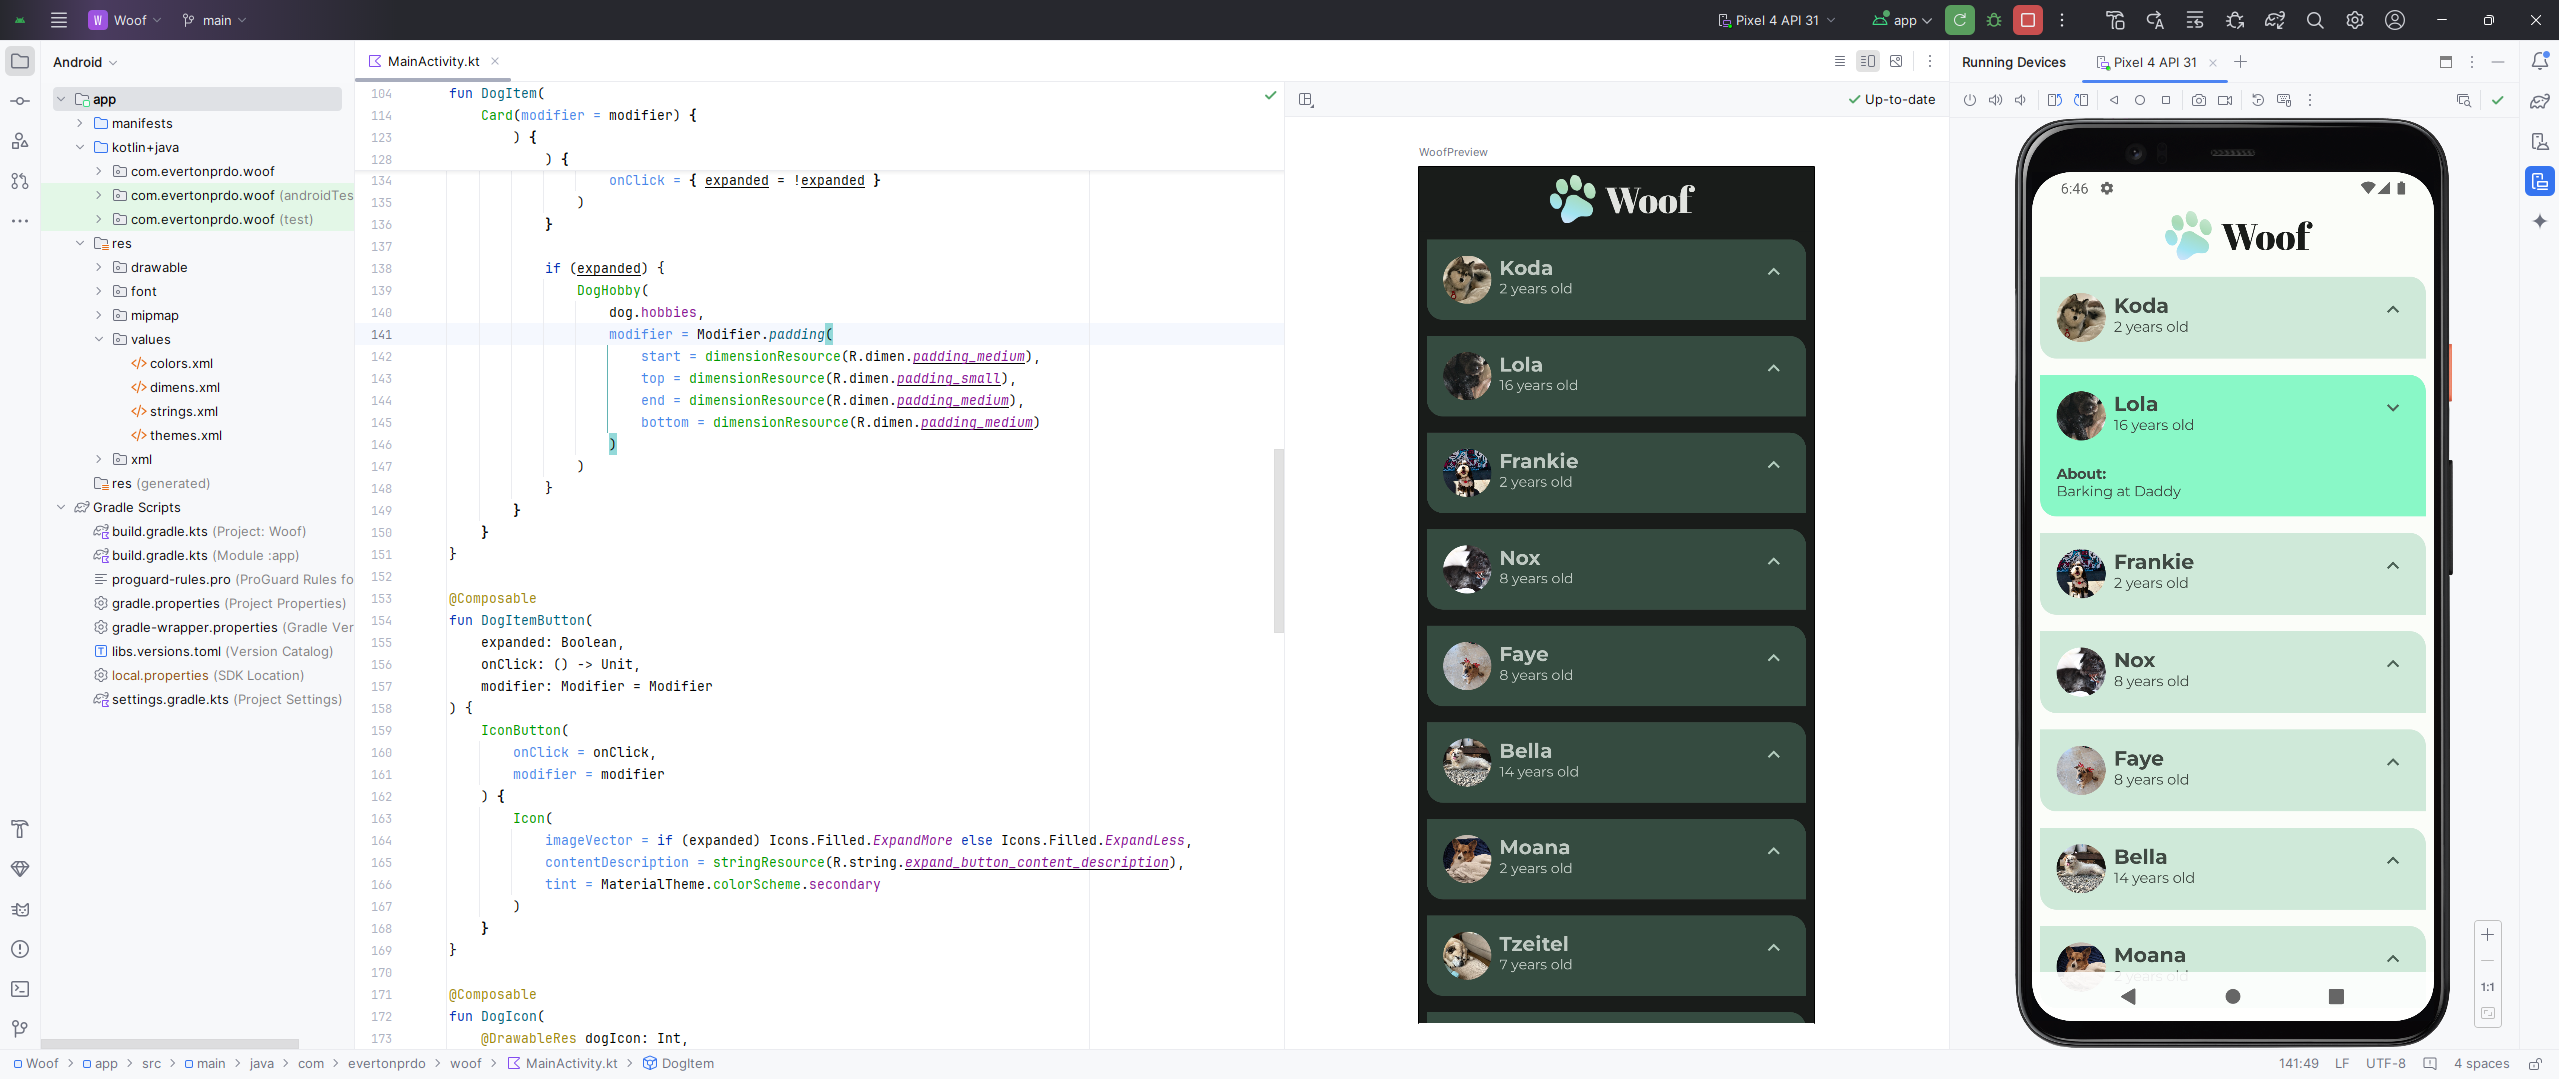 W Woof main
Pixel 4 API 31 app
Android
app
manifests
kotlin+java
com.evertonprdo.woof
com.evertonprdo.woof (androidTes
com.evertonprdo.woof (test)
res
drawable
font
mipmap
values
colors.xml
dimens.xml
strings.xml
themes.xml
xml
res (generated)
Gradle Scripts
build.gradle.kts (Project: Woof)
build.gradle.kts (Module :app)
proguard-rules.pro (ProGuard Rules fo
gradle.properties (Project Properties)
gradle-wrapper.properties (Gradle Ver
libs.versions.toml (Version Catalog)
local.properties (SDK Location)
settings.gradle.kts (Project Settings)
MainActivity.kt
104 fun DogItem(
114 Card(modifier = modifier) {
123 ) {
128 ) {
134 onClick = { expanded = !expanded }
135 )
136 }
137
138 if (expanded) {
139 DogHobby(
140 dog.hobbies,
141 modifier = Modifier.padding(
142 start = dimensionResource(R.dimen.padding_medium),
143 top = dimensionResource(R.dimen.padding_small),
144 end = dimensionResource(R.dimen.padding_medium),
145 bottom = dimensionResource(R.dimen.padding_medium)
146 )
147 )
148 }
149 }
150 }
151 }
152
153 @Composable
154 fun DogItemButton(
155 expanded: Boolean,
156 onClick: () -> Unit,
157 modifier: Modifier = Modifier
158 ) {
159 IconButton(
160 onClick = onClick,
161 modifier = modifier
162 ) {
163 Icon(
164 imageVector = if (expanded) Icons.Filled.ExpandMore else Icons.Filled.ExpandLess,
165 contentDescription = stringResource(R.string.expand_button_content_description),
166 tint = MaterialTheme.colorScheme.secondary
167 )
168 }
169 }
170
171 @Composable
172 fun DogIcon(
173 @DrawableRes dogIcon: Int,
Up-to-date
WoofPreview
Woof
Koda
2 years old
Lola
16 years old
Frankie
2 years old
Nox
8 years old
Faye
8 years old
Bella
14 years old
Moana
2 years old
Tzeitel
7 years old
Running Devices Pixel 4 API 31
6:46
Woof
Koda
2 years old
Lola
16 years old
About:
Barking at Daddy
Frankie
2 years old
Nox
8 years old
Faye
8 years old
Bella
14 years old
Moana
2 years old
1:1
Woof > app > src > main > java > com > evertonprdo > woof > MainActivity.kt > DogItem
141:49 LF UTF-8 4 spaces